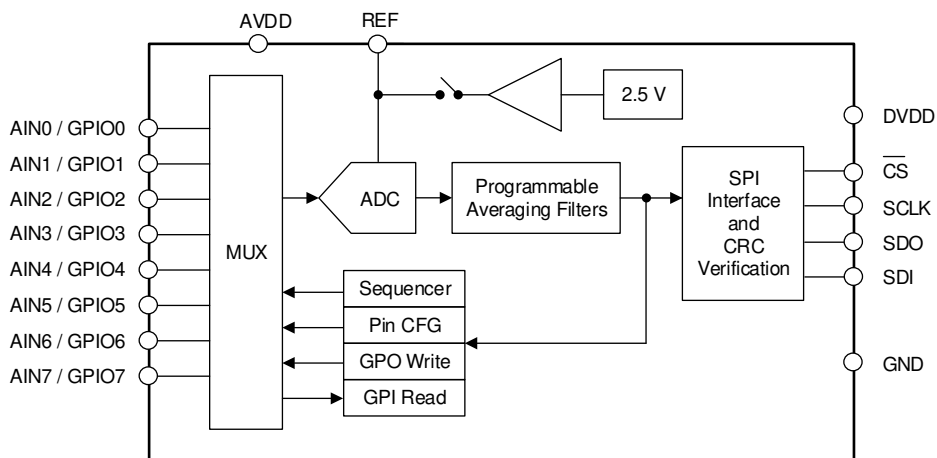 AVDD
REF
2.5 V
AIN0 / GPIO0
AIN1 / GPIO1
AIN2 / GPIO2
AIN3 / GPIO3
AIN4 / GPIO4
AIN5 / GPIO5
AIN6 / GPIO6
AIN7 / GPIO7
MUX
ADC
Programmable
Averaging Filters
Sequencer
Pin CFG
GPO Write
GPI Read
SPI
Interface
and
CRC
Verification
DVDD
CS
SCLK
SDO
SDI
GND